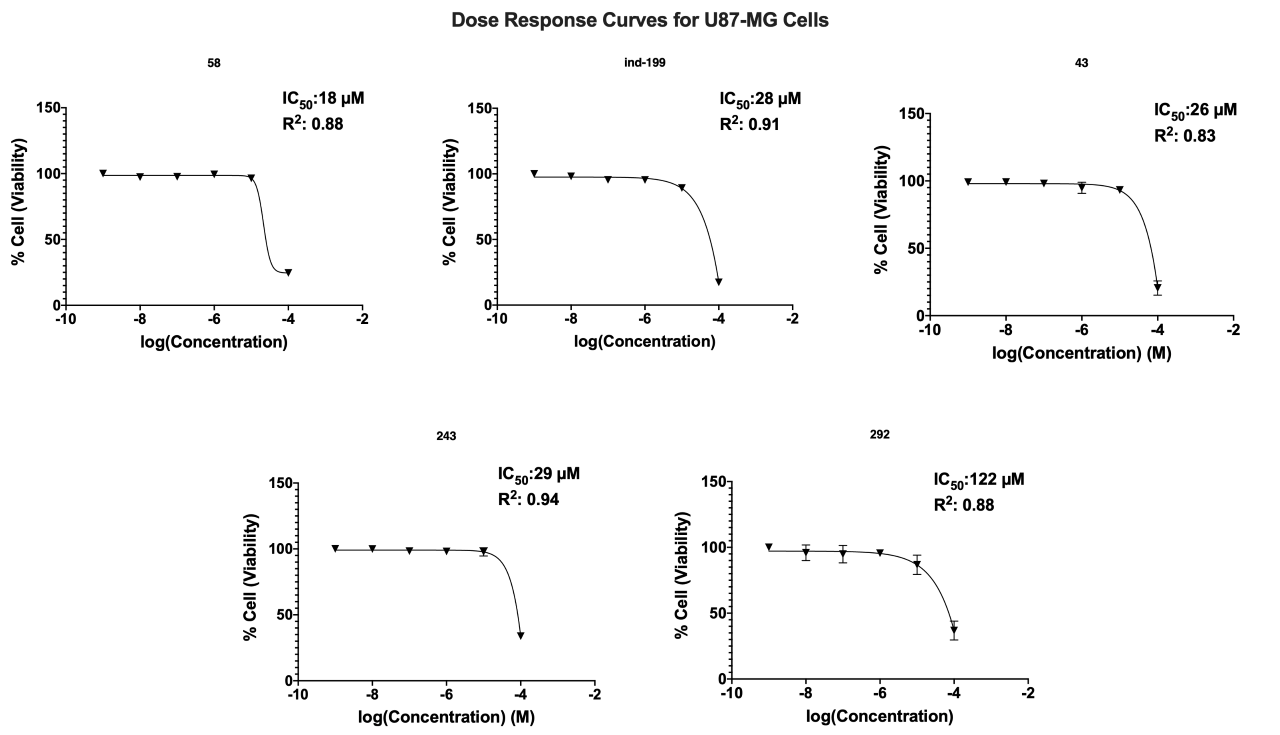 Dose Response Curves for U87-MG Cells
58
IC50:18 µM
R2: 0.88
150
100
50
0
-10
-8
-6
-4
-2
% Cell (Viability)
log(Concentration)
ind-199
IC50:28 µM
R2: 0.91
150
100
50
0
-10
-8
-6
-4
-2
% Cell (Viability)
log(Concentration)
43
IC50:26 µM
R2: 0.83
150
100
50
0
-10
-8
-6
-4
-2
% Cell (Viability)
log(Concentration) (M)
243
IC50:29 µM
R2: 0.94
150
100
50
0
-10
-8
-6
-4
-2
% Cell (Viability)
log(Concentration) (M)
292
IC50:122 µM
R2: 0.88
150
100
50
0
-10
-8
-6
-4
-2
% Cell (Viability)
log(Concentration)